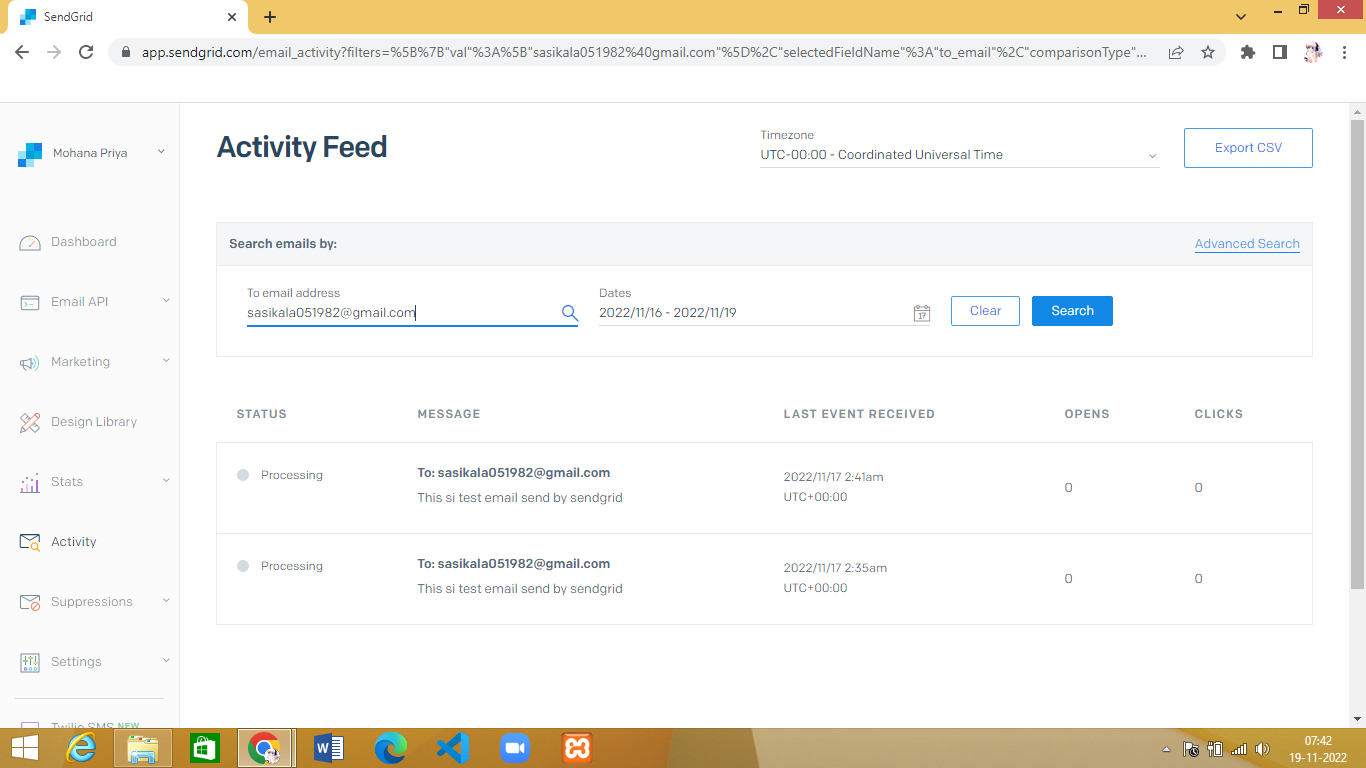 SendGrid
app.sendgrid.com/email_activity?filters=%5B%7B"val"%3A%5B"sasikala051982%40gmail.com"%5D%2C"selectedFieldName"%3A"to_email"%2C"comparisonType"...
Mohana Priya
Activity Feed
Timezone
UTC-00:00 - Coordinated Universal Time
Export CSV
Dashboard
Email API
Marketing
Design Library
Stats
Activity
Suppressions
Settings
Twilio SMS NEW
Search emails by:
Advanced Search
To email address
sasikala051982@gmail.com
Dates
2022/11/16 - 2022/11/19
17
Clear
Search
STATUS MESSAGE LAST EVENT RECEIVED OPENS CLICKS
Processing
To: sasikala051982@gmail.com
This si test email send by sendgrid
2022/11/17 2:41am
UTC+00:00
0
0
Processing
To: sasikala051982@gmail.com
This si test email send by sendgrid
2022/11/17 2:35am
UTC+00:00
0
0
07:42
19-11-2022